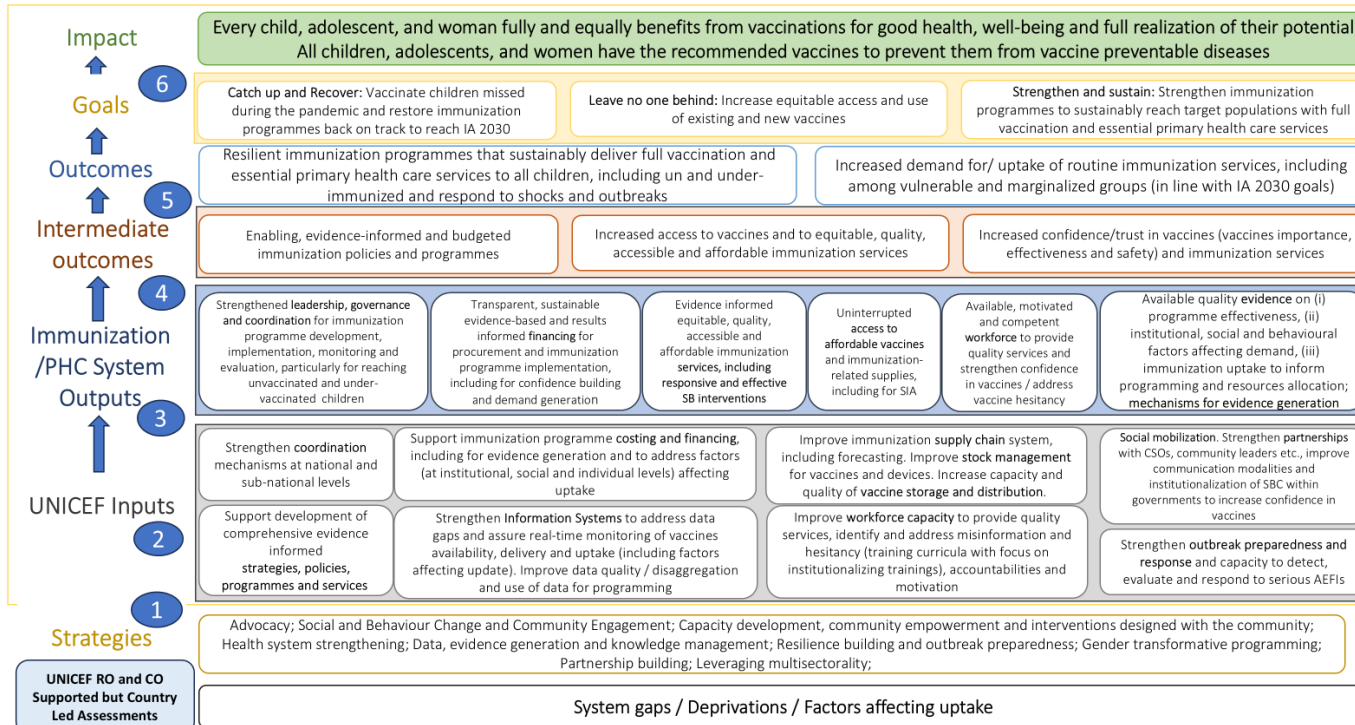 Impact
Every child, adolescent, and woman fully and equally benefits from vaccinations for good health, well-being and full realization of their potential
All children, adolescents, and women have the recommended vaccines to prevent them from vaccine preventable diseases
6
Goals
Catch up and Recover: Vaccinate children missed
during the pandemic and restore immunization
programmes back on track to reach IA 2030
Leave no one behind: Increase equitable access and use
of existing and new vaccines
Strengthen and sustain: Strengthen immunization
programmes to sustainably reach target populations with full
vaccination and essential primary health care services
Outcomes
Resilient immunization programmes that sustainably deliver full vaccination and
essential primary health care services to all children, including un and under-
immunized and respond to shocks and outbreaks
Increased demand for/ uptake of routine immunization services, including
among vulnerable and marginalized groups (in line with IA 2030 goals)
5
Intermediate
outcomes
Enabling, evidence-informed and budgeted
immunization policies and programmes
Increased access to vaccines and to equitable, quality,
accessible and affordable immunization services
Increased confidence/trust in vaccines (vaccines importance,
effectiveness and safety) and immunization services
4
Immunization
/PHC System
Outputs
Strengthened leadership, governance
and coordination for immunization
programme development,
implementation, monitoring and
evaluation, particularly for reaching
unvaccinated and under-
vaccinated children
Transparent, sustainable
evidence-based and results
informed financing for
procurement and immunization
programme implementation,
including for confidence building
and demand generation
Evidence informed
equitable, quality,
accessible and
affordable immunization
services, including
responsive and effective
SB interventions
Uninterrupted
access to
affordable vaccines
and immunization-
related supplies,
including for SIA
Available, motivated
and competent
workforce to provide
quality services and
strengthen confidence
in vaccines / address
vaccine hesitancy
Available quality evidence on (i)
programme effectiveness, (ii)
institutional, social and behavioural
factors affecting demand, (iii)
immunization uptake to inform
programming and resources allocation;
mechanisms for evidence generation
3
UNICEF Inputs
Strengthen coordination
mechanisms at national and
sub-national levels
Support immunization programme costing and financing,
including for evidence generation and to address factors
(at institutional, social and individual levels) affecting
uptake
Improve immunization supply chain system,
including forecasting. Improve stock management
for vaccines and devices. Increase capacity and
quality of vaccine storage and distribution.
Social mobilization. Strengthen partnerships
with CSOs, community leaders etc., improve
communication modalities and
institutionalization of SBC within
governments to increase confidence in
vaccines
2
Support development of
comprehensive evidence
informed
strategies, policies,
programmes and services
Strengthen Information Systems to address data
gaps and assure real-time monitoring of vaccines
availability, delivery and uptake (including factors
affecting update). Improve data quality / disaggregation
and use of data for programming
Improve workforce capacity to provide quality
services, identify and address misinformation and
hesitancy (training curricula with focus on
institutionalizing trainings), accountabilities and
motivation
Strengthen outbreak preparedness and
response and capacity to detect,
evaluate and respond to serious AEFIs
1
Strategies
Advocacy; Social and Behaviour Change and Community Engagement; Capacity development, community empowerment and interventions designed with the community;
Health system strengthening; Data, evidence generation and knowledge management; Resilience building and outbreak preparedness; Gender transformative programming;
Partnership building; Leveraging multisectorality;
UNICEF RO and CO
Supported but Country
Led Assessments
System gaps / Deprivations / Factors affecting uptake